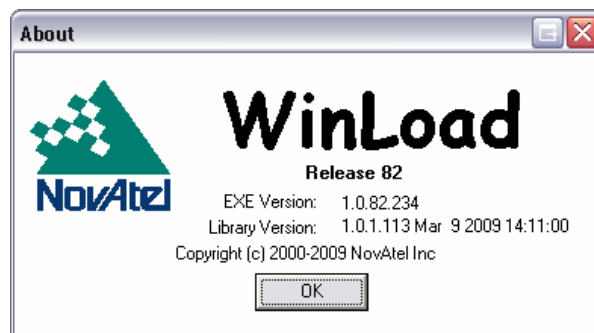 About
WinLoad
Release 82
NovAtel
EXE Version: 1.0.82.234
Library Version: 1.0.1.113 Mar 9 2009 14:11:00
Copyright (c) 2000-2009 NovAtel Inc
OK